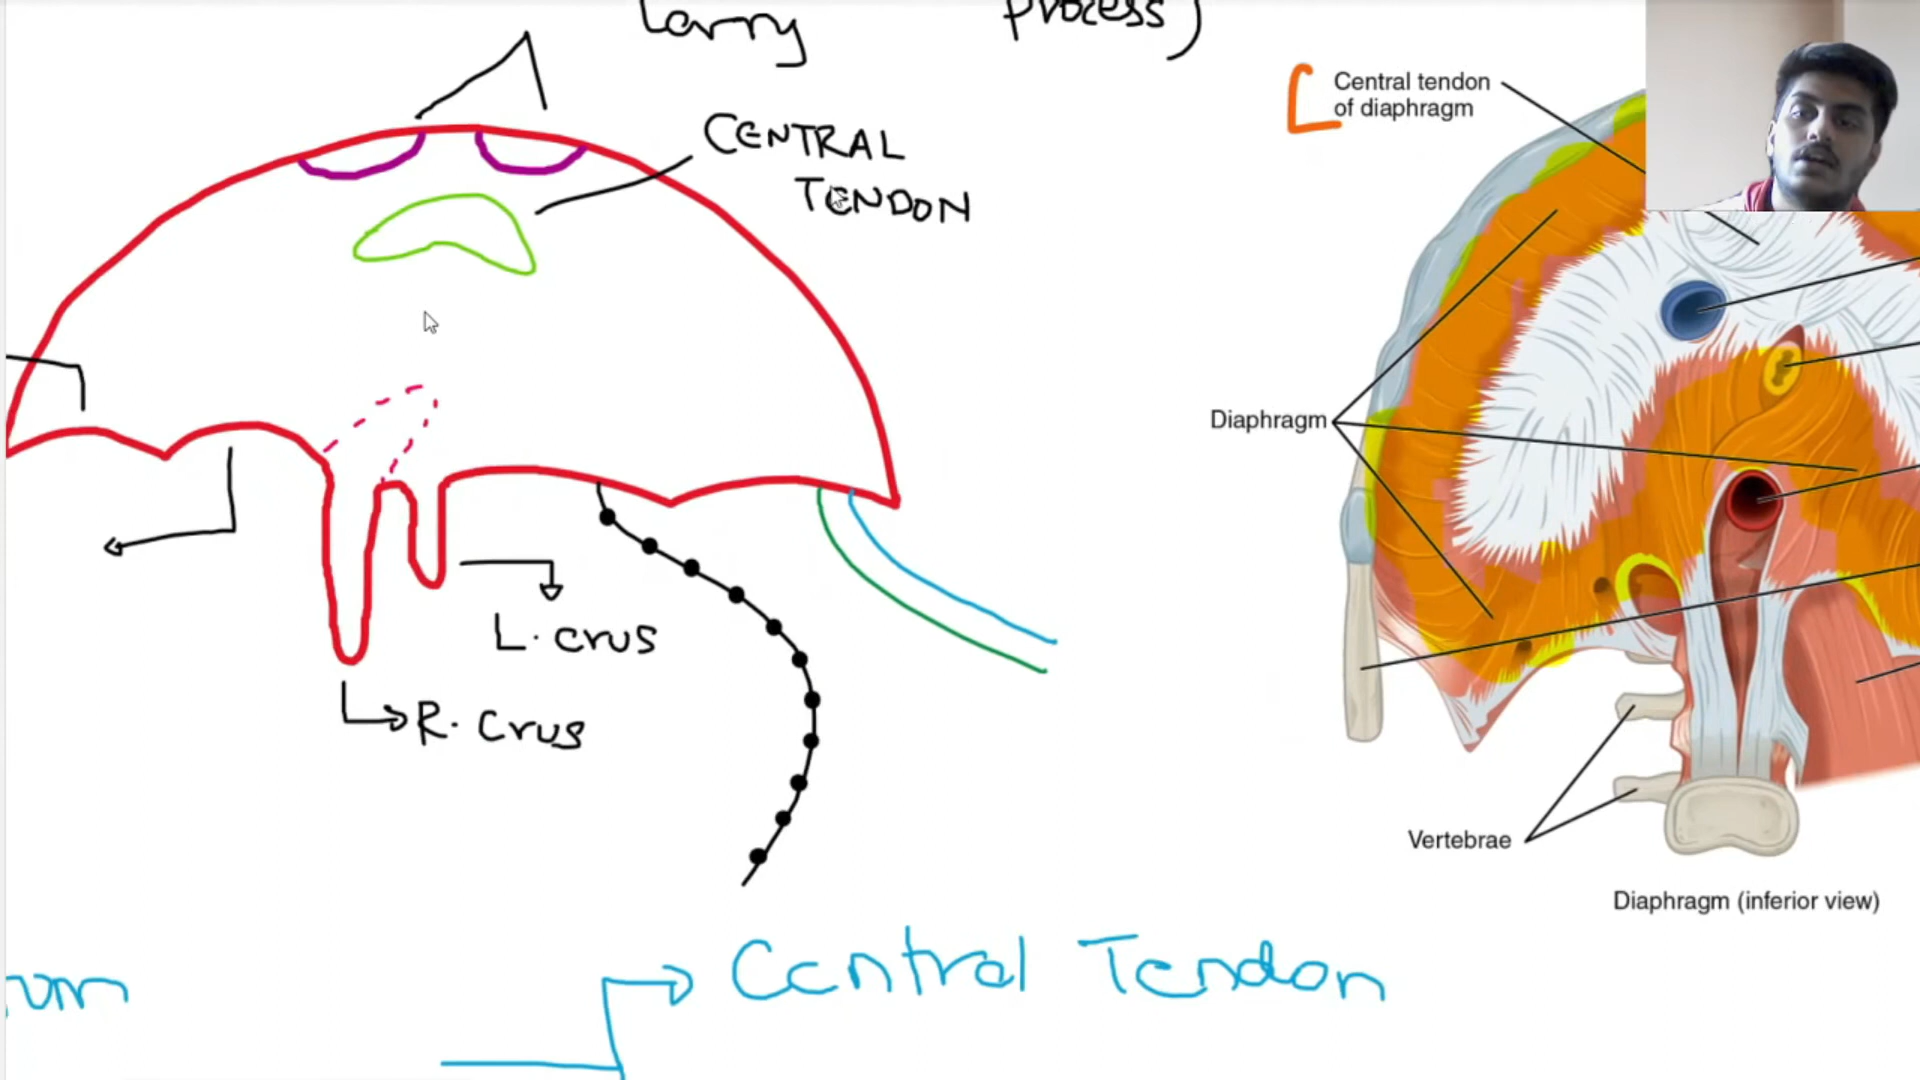 Larry process)
CENTRAL
TENDON
L. crus
R. crus
Central Tendon
Central tendon
of diaphragm
Diaphragm
Vertebrae
Diaphragm (inferior view)